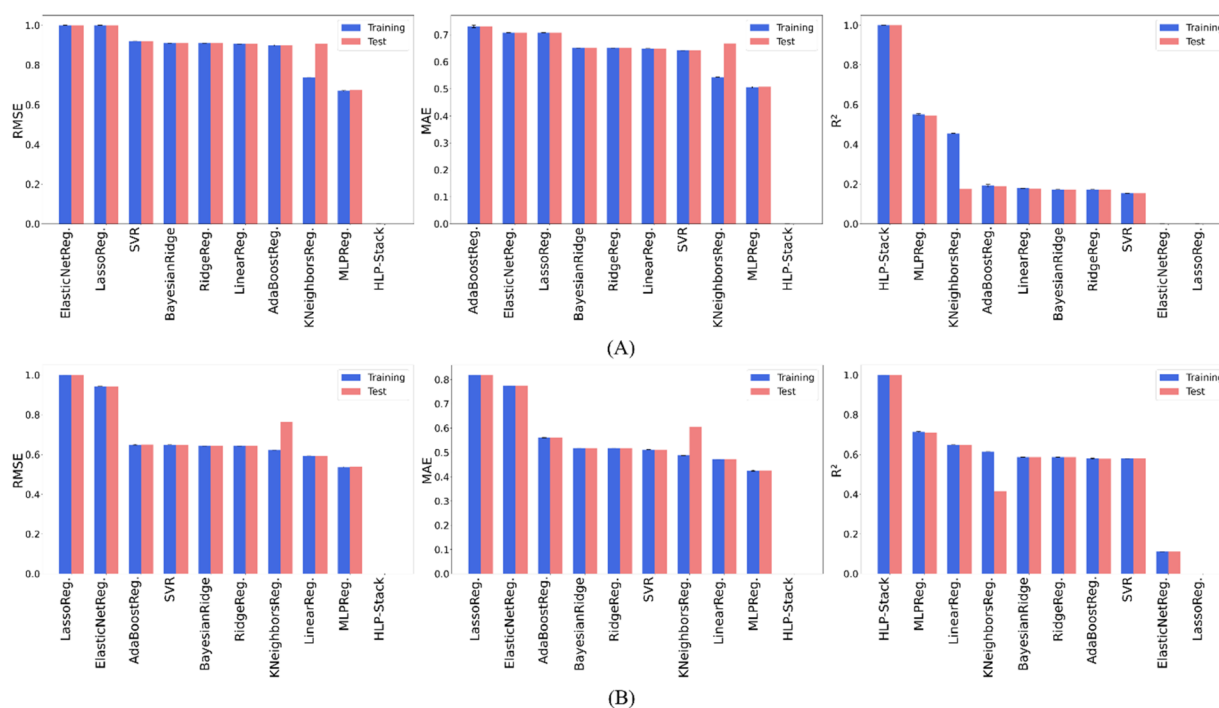 RMSE
1.0
0.8
0.6
0.4
0.2
0.0
Training
Test
ElasticNetReg.
LassoReg.
SVR
BayesianRidge
RidgeReg.
LinearReg.
AdaBoostReg.
KNeighborsReg.
MLPReg.
HLP-Stack
MAE
0.7
0.6
0.5
0.4
0.3
0.2
0.1
0.0
Training
Test
AdaBoostReg.
ElasticNetReg.
LassoReg.
BayesianRidge
RidgeReg.
LinearReg.
SVR
KNeighborsReg.
MLPReg.
HLP-Stack
R²
1.0
0.8
0.6
0.4
0.2
0.0
Training
Test
HLP-Stack
MLPReg.
KNeighborsReg.
AdaBoostReg.
LinearReg.
BayesianRidge
RidgeReg.
SVR
ElasticNetReg.
LassoReg.
(A)
RMSE
1.0
0.8
0.6
0.4
0.2
0.0
Training
Test
LassoReg.
ElasticNetReg.
AdaBoostReg.
SVR
BayesianRidge
RidgeReg.
KNeighborsReg.
LinearReg.
MLPReg.
HLP-Stack
MAE
0.8
0.7
0.6
0.5
0.4
0.3
0.2
0.1
0.0
Training
Test
LassoReg.
ElasticNetReg.
AdaBoostReg.
BayesianRidge
RidgeReg.
SVR
KNeighborsReg.
LinearReg.
MLPReg.
HLP-Stack
R²
1.0
0.8
0.6
0.4
0.2
0.0
Training
Test
HLP-Stack
MLPReg.
LinearReg.
KNeighborsReg.
BayesianRidge
RidgeReg.
AdaBoostReg.
SVR
ElasticNetReg.
LassoReg.
(B)